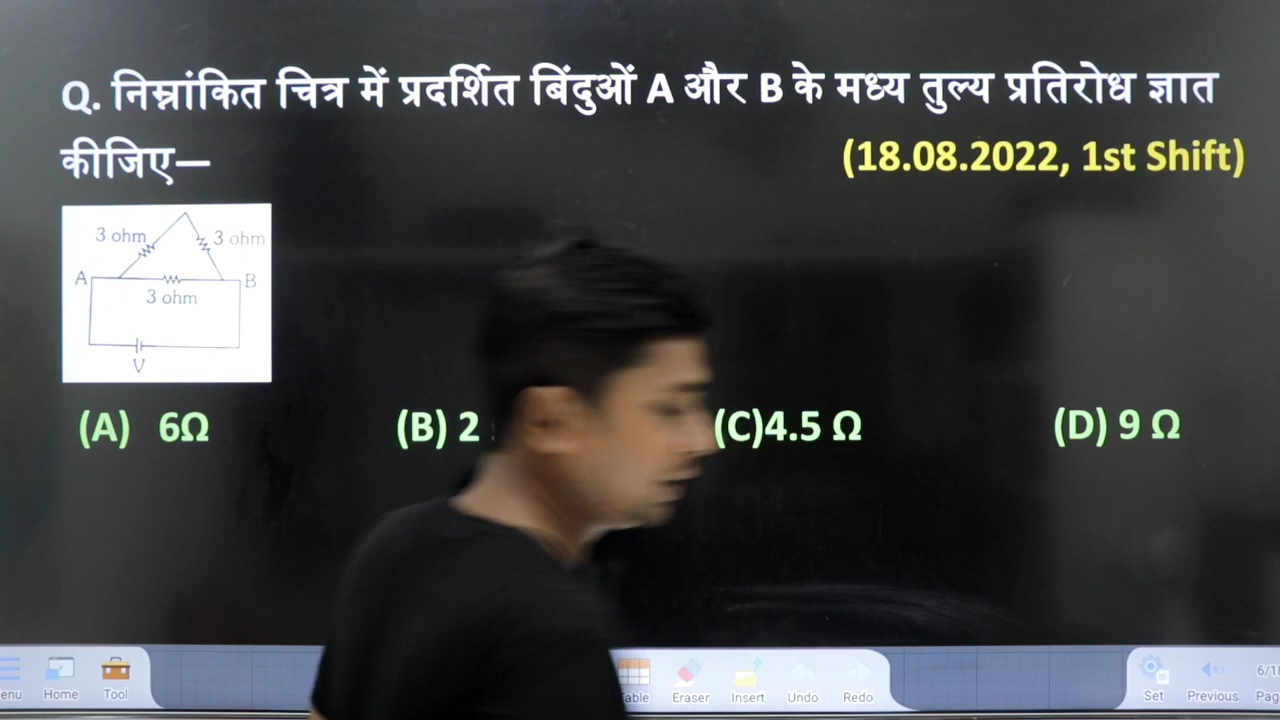 Q. निम्नांकित चित्र में प्रदर्शित बिंदुओं A और B के मध्य तुल्य प्रतिरोध ज्ञात
कीजिए—
(18.08.2022, 1st Shift)
3 ohm
3 ohm
A
B
3 ohm
V
(A) 6Ω
(B) 2
(C)4.5 Ω
(D) 9 Ω
Home
Tool
Eraser
Insert
Undo
Redo
Set
Previous